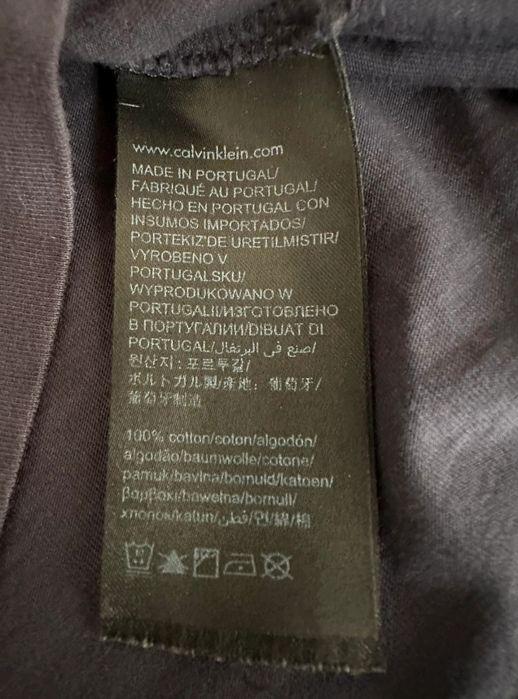 www.calvinklein.com
MADE IN PORTUGAL/
FABRIQUÉ AU PORTUGAL/
HECHO EN PORTUGAL CON
INSUMOS IMPORTADOS/
PORTEKIZ'DE URETILMISTIR/
VYROBENO V
PORTUGALSKU/
WYPRODUKOWANO W
PORTUGALII/ИЗГОТОВЛЕНО
В ПОРТУГАЛИИ/DIBUAT DI
PORTUGAL/صنع في البرتغال/
원산지: 포르투갈/
ポルトガル製/産地: 葡萄牙/
葡萄牙制造
100% cotton/coton/algodón/
algodão/baumwolle/cotone/
pamuk/bavlna/bomuld/katoen/
βαμβακι/bawełna/bomull/
хлопок/katun/قطن/면/綿/棉